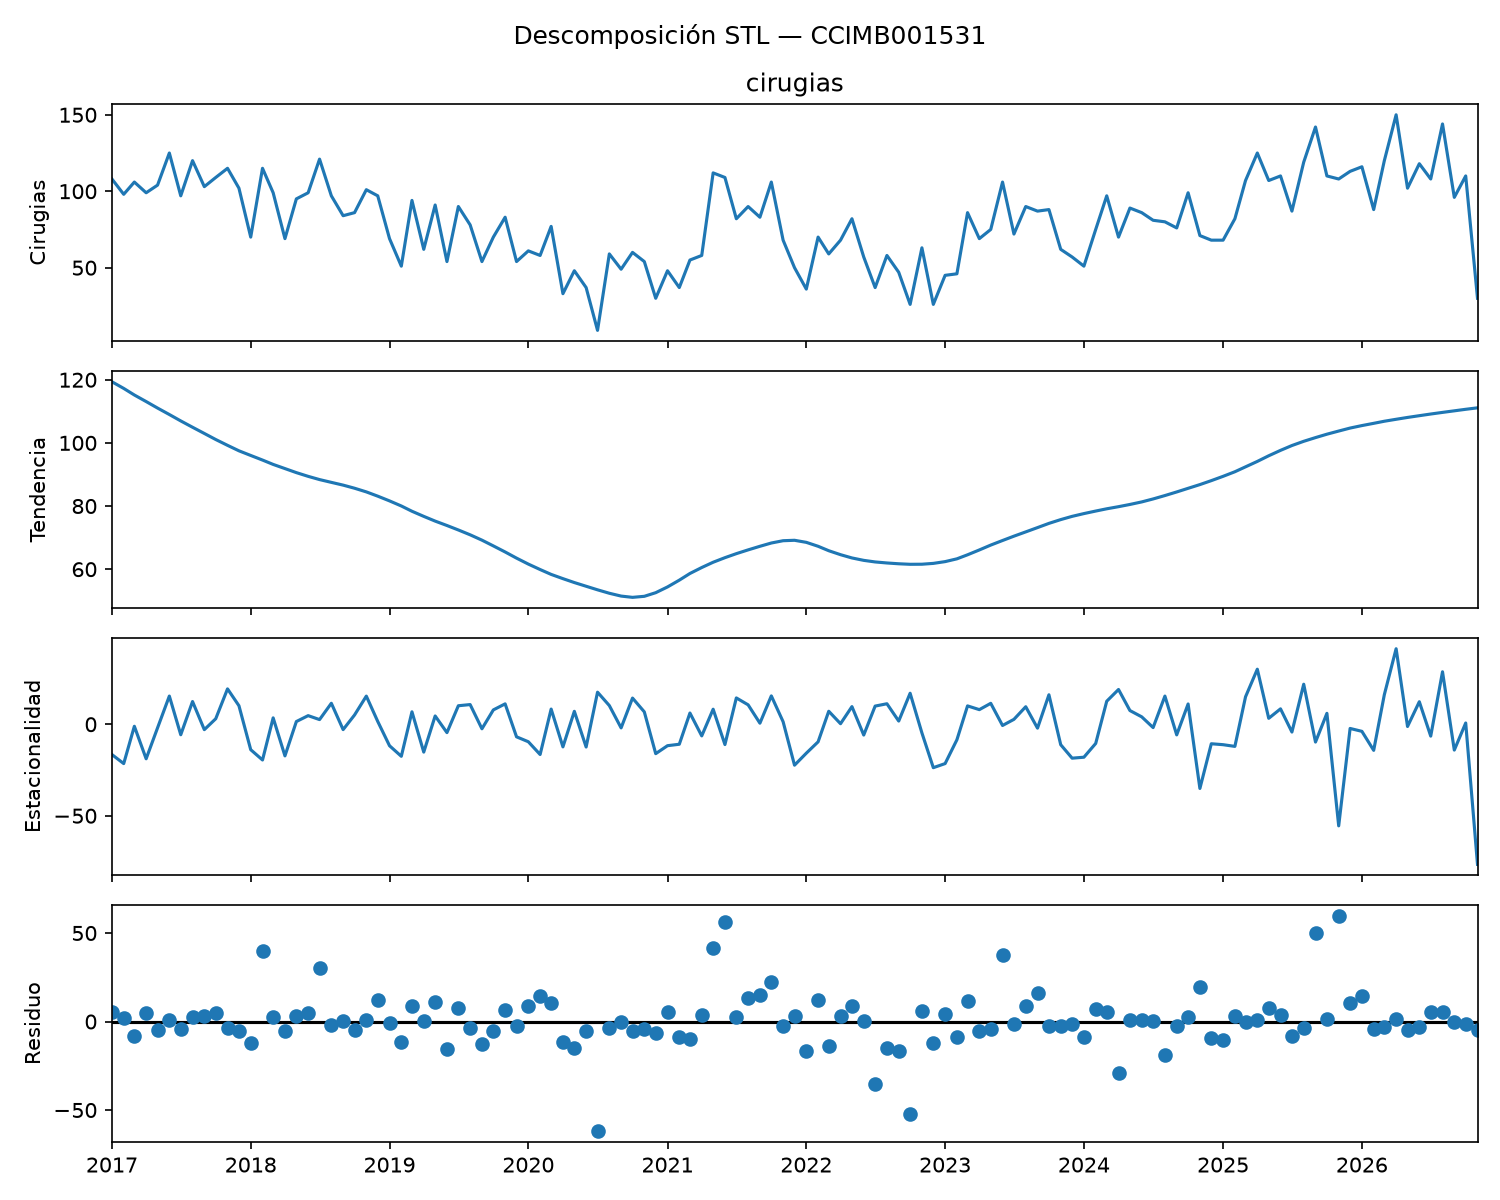 Descomposición STL — CCIMB001531
cirugias
Cirugias
150
100
50
Tendencia
120
100
80
60
Estacionalidad
0
−50
Residuo
50
0
−50
2017 2018 2019 2020 2021 2022 2023 2024 2025 2026